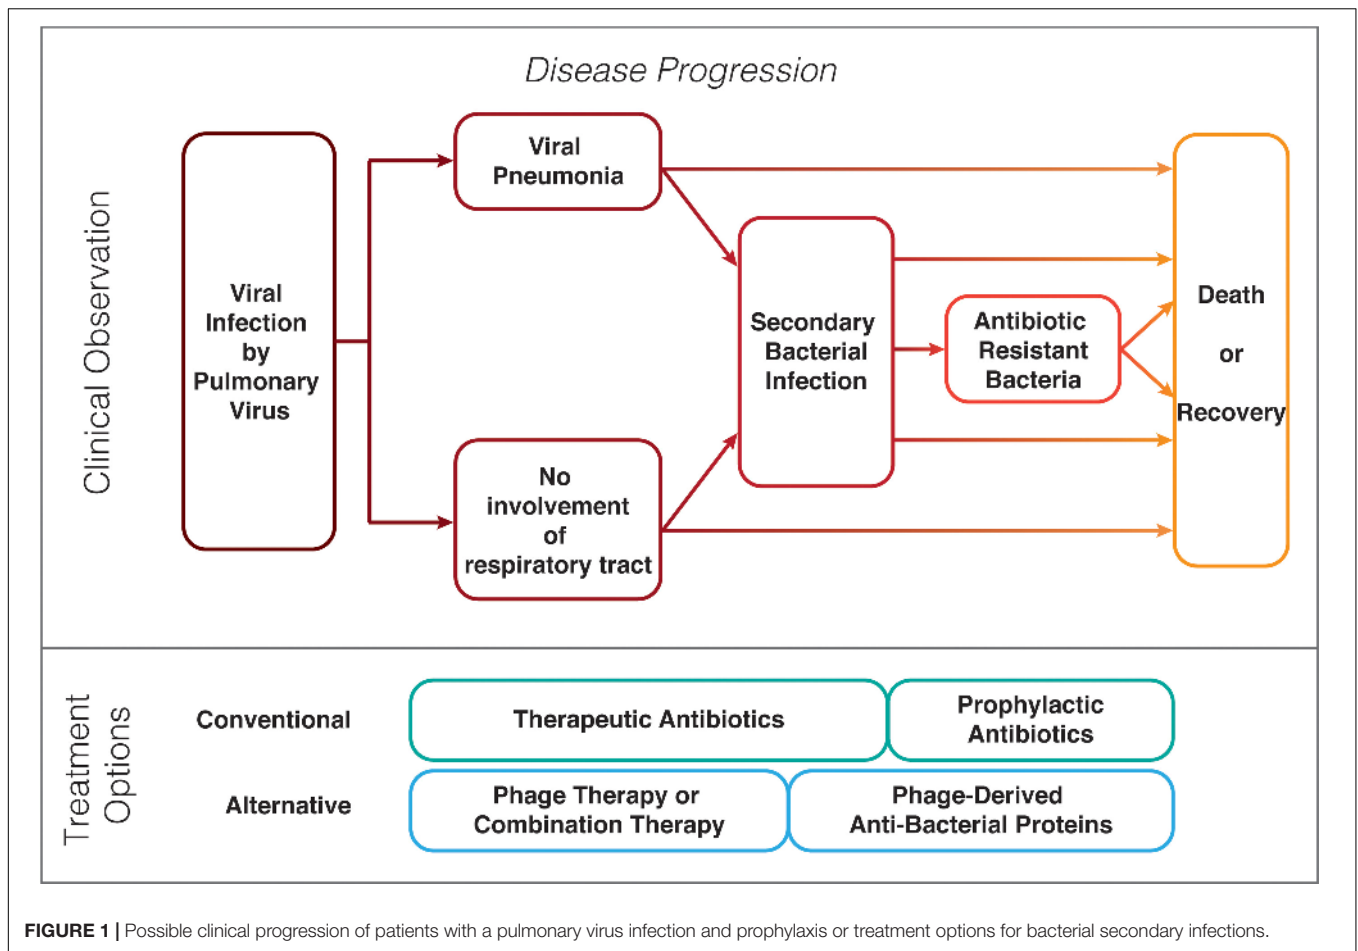 Disease Progression
Clinical Observation
Viral
Infection
by
Pulmonary
Virus
Viral
Pneumonia
No
involvement
of
respiratory tract
Secondary
Bacterial
Infection
Antibiotic
Resistant
Bacteria
Death
or
Recovery
Treatment
Options
Conventional
Therapeutic Antibiotics
Prophylactic
Antibiotics
Alternative
Phage Therapy or
Combination Therapy
Phage-Derived
Anti-Bacterial Proteins
FIGURE 1 | Possible clinical progression of patients with a pulmonary virus infection and prophylaxis or treatment options for bacterial secondary infections.